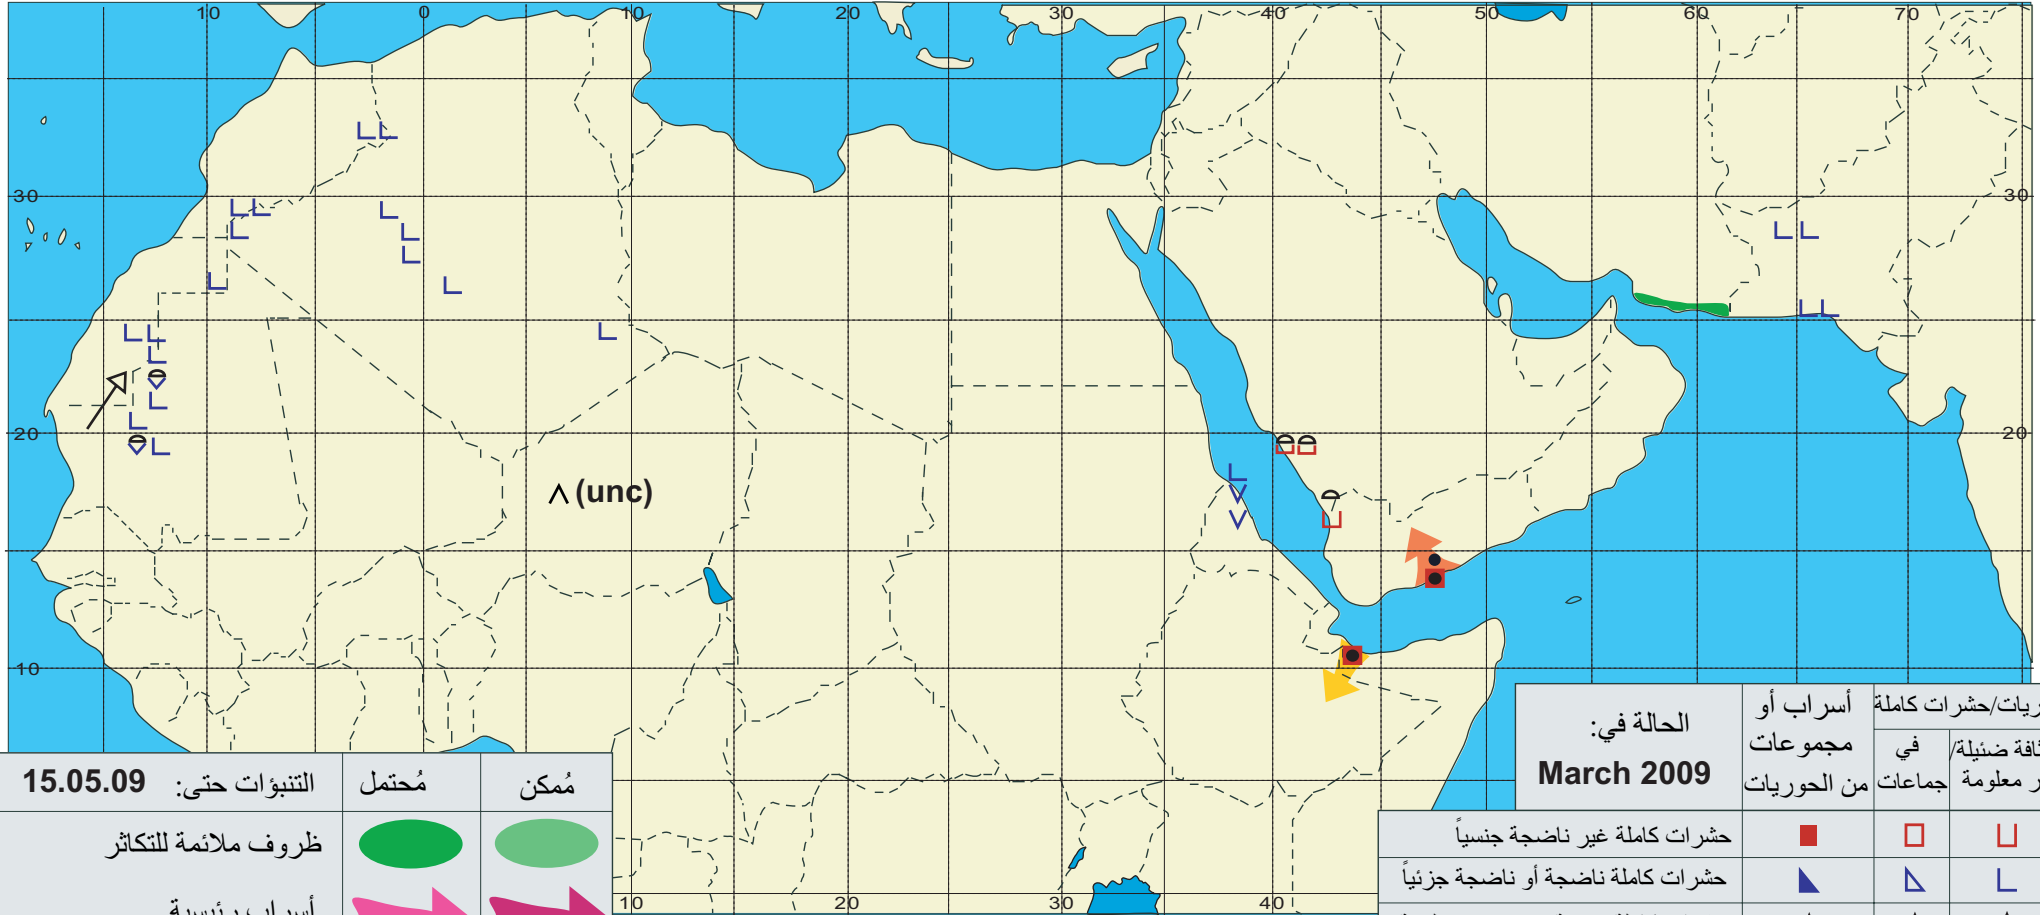 10 0 10 20 30 40 50 60 70
30 30
20 20
10
(unc)
التنبؤات حتى: 15.05.09
مُحتمل
مُمكن
ظروف ملائمة للتكاثر
10 20 30 40
الحالة في:
March 2009
أسراب أو
مجموعات
من الحوريات
حشرات كاملة
في
جماعات
ضئيلة/
معلومة
حشرات كاملة غير ناضجة جنسياً
حشرات كاملة ناضجة أو ناضجة جزئياً